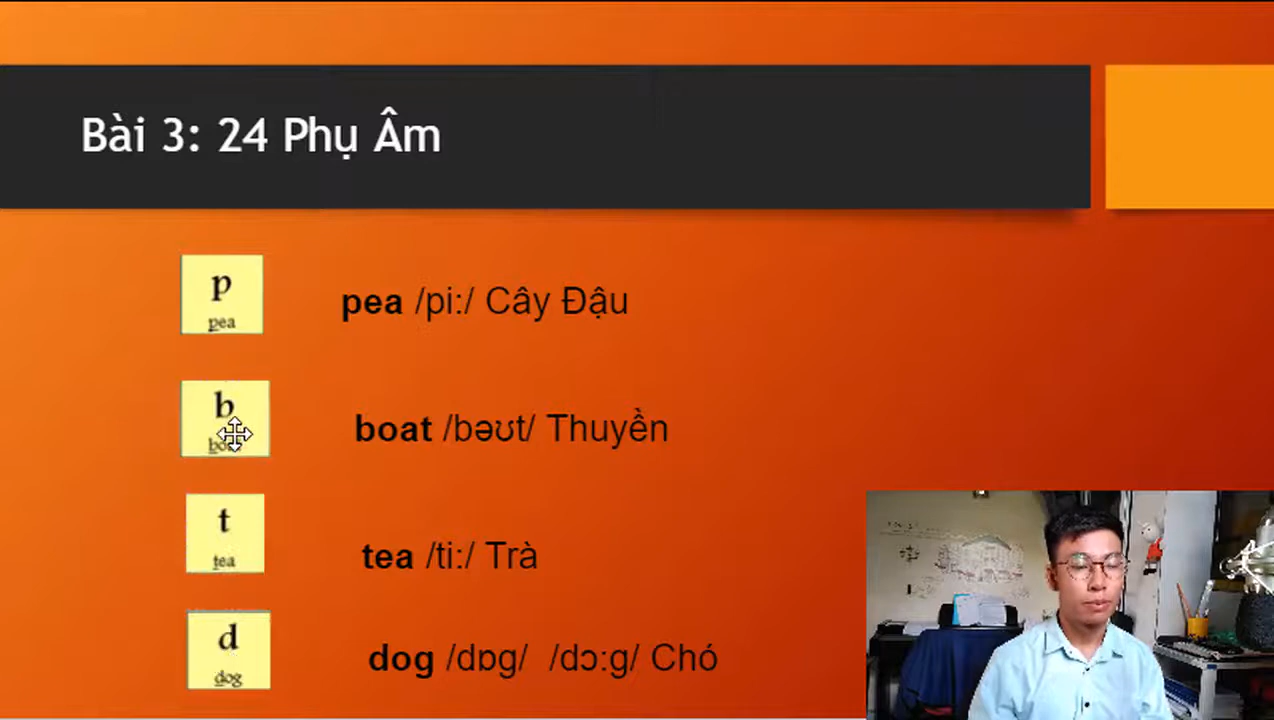 Bài 3: 24 Phụ Âm
p
pea
pea /pi:/ Cây Đậu
b
boat /bəʊt/ Thuyền
t
tea
tea /ti:/ Trà
d
dog
dog /dɒg/ /dɔ:g/ Chó